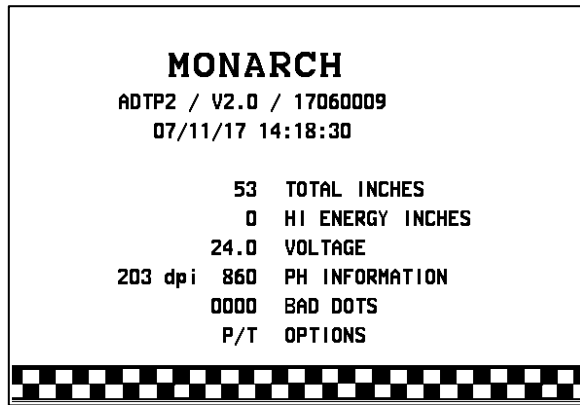 MONARCH
ADTP2 / V2.0 / 17060009
07/11/17 14:18:30
53 TOTAL INCHES
0 HI ENERGY INCHES
24.0 VOLTAGE
203 dpi 860 PH INFORMATION
0000 BAD DOTS
P/T OPTIONS